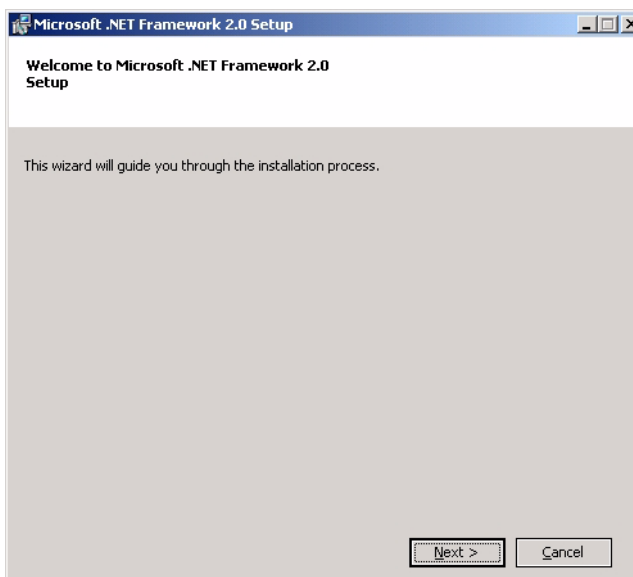 Microsoft .NET Framework 2.0 Setup
Welcome to Microsoft .NET Framework 2.0
Setup
This wizard will guide you through the installation process.
Next >
Cancel